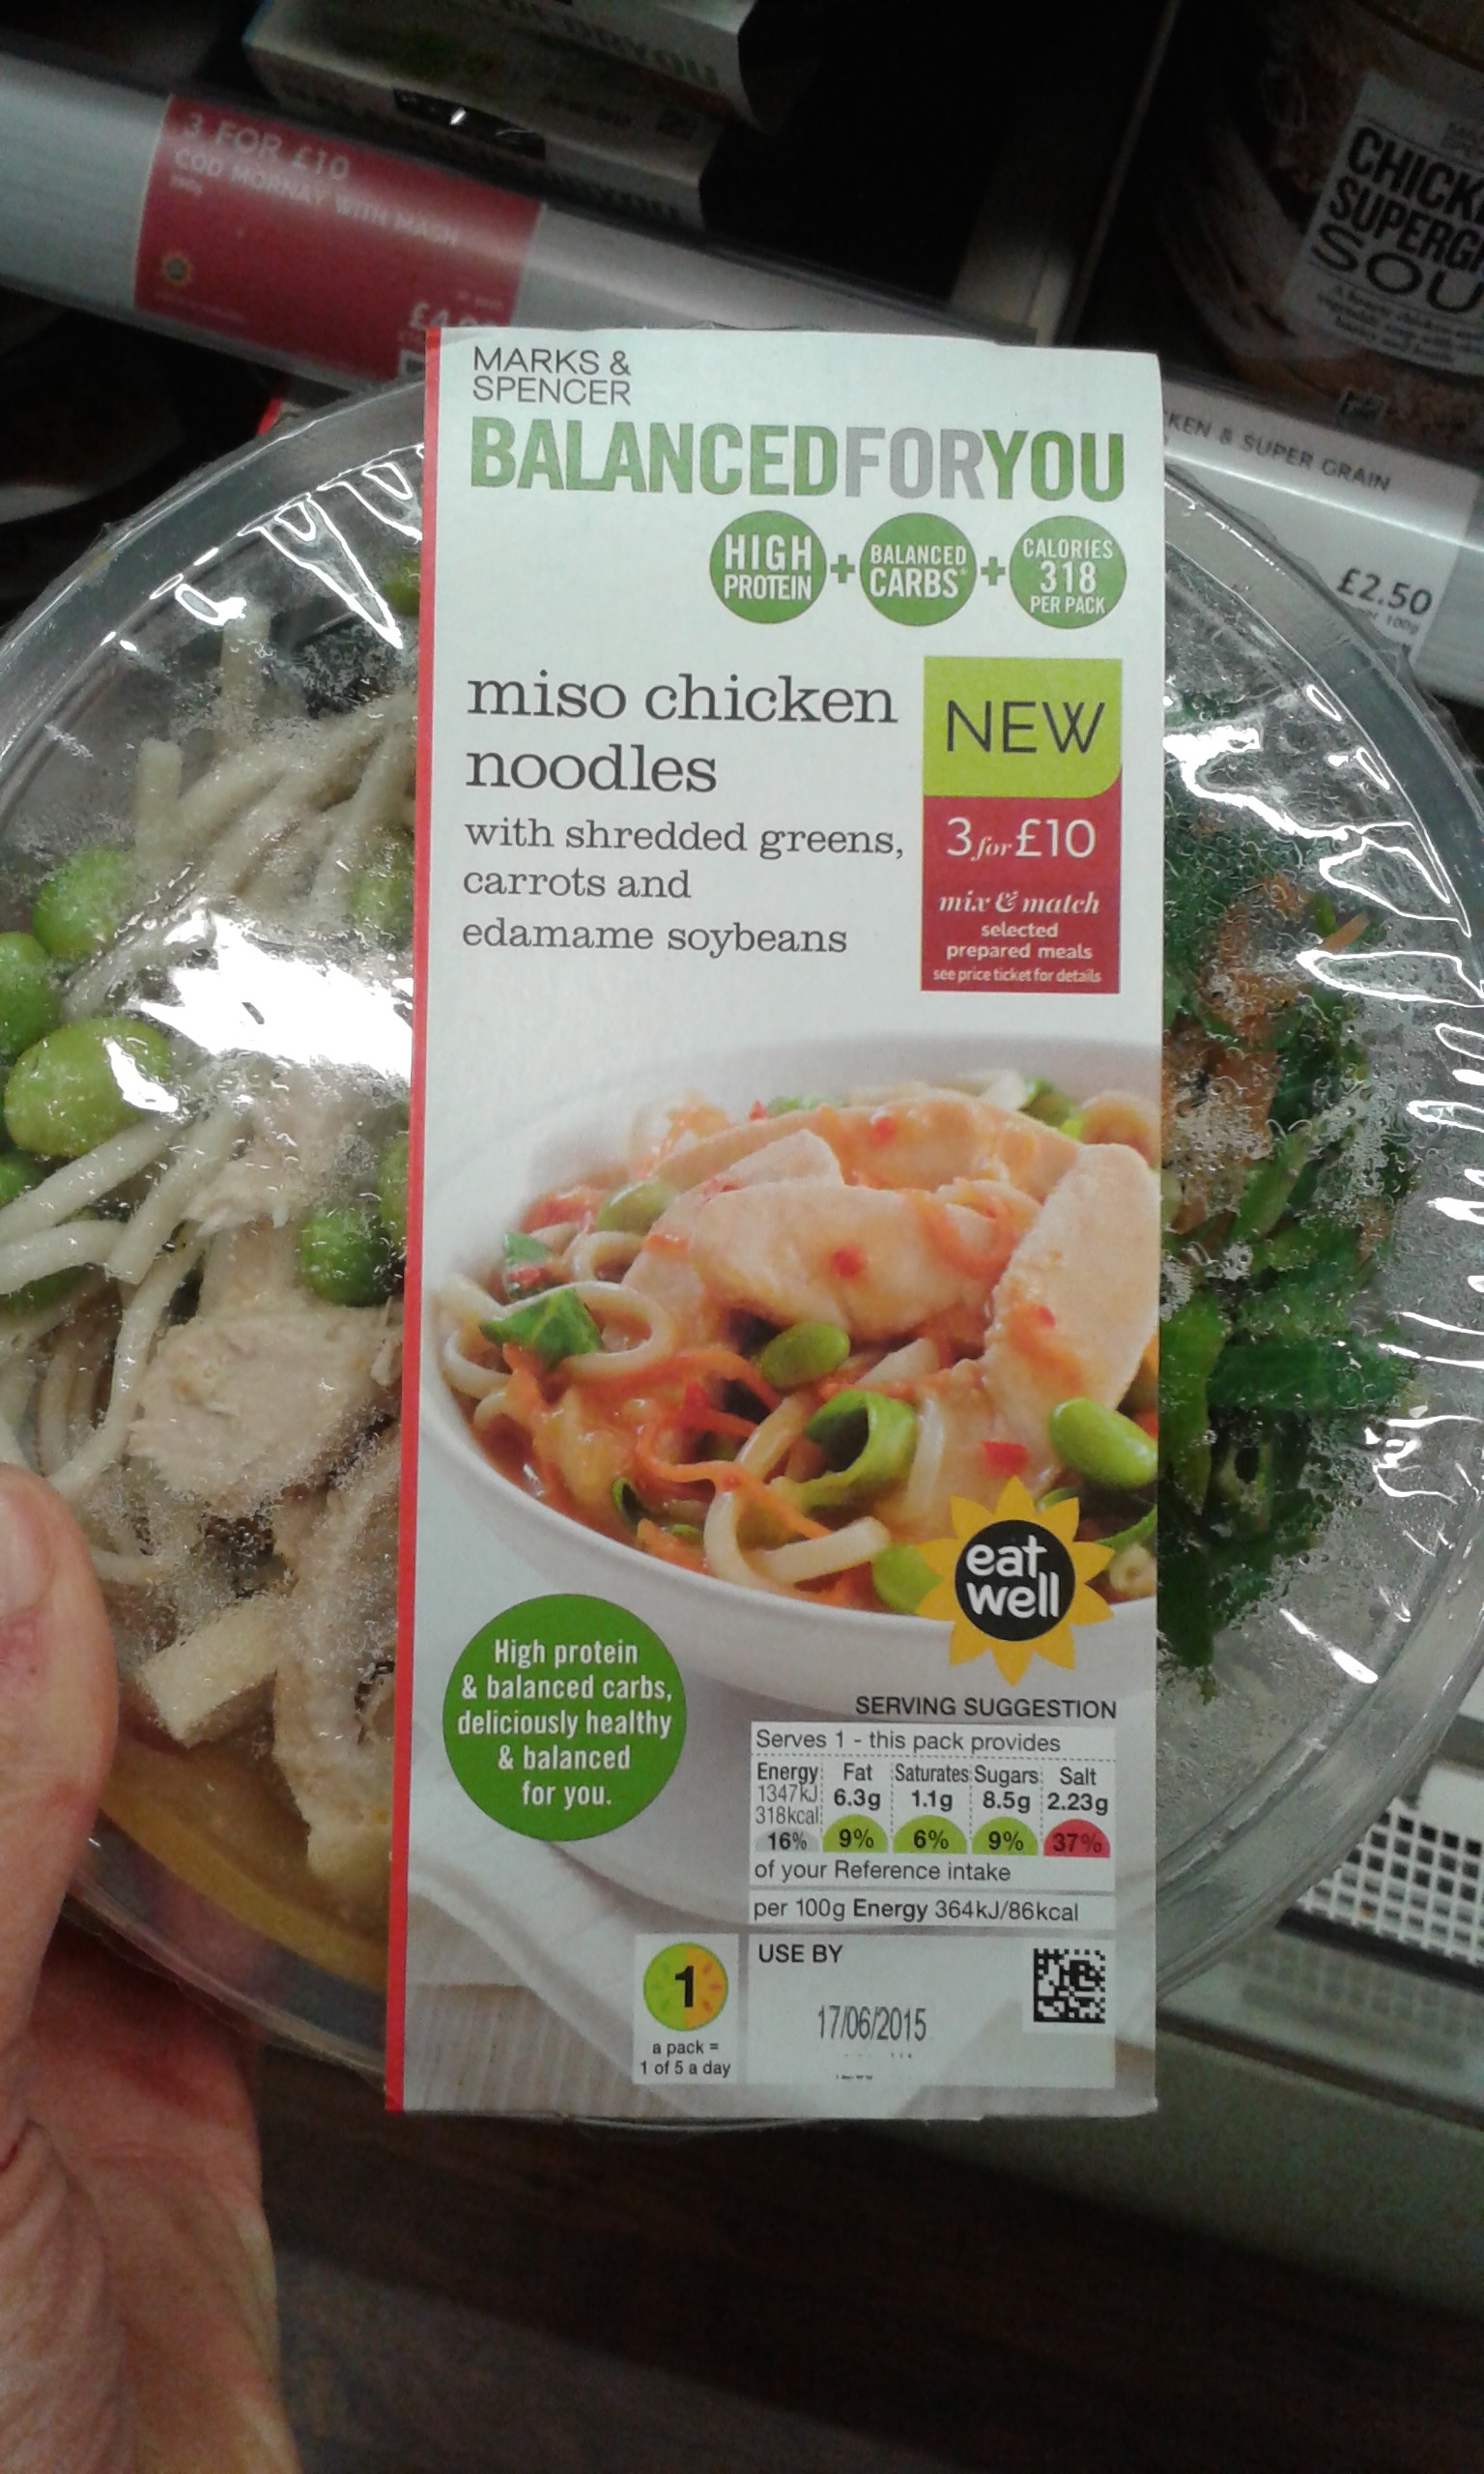 3 FOR £10
COD MORNAY WITH MASH
CHICK
SUPERG
SOU
KEN & SUPER GRAIN
£2.50
100g
MARKS &
SPENCER
BALANCEDFORYOU
HIGH
PROTEIN
+
BALANCED
CARBS*
+
CALORIES
318
PER PACK
miso chicken
noodles
with shredded greens,
carrots and
edamame soybeans
NEW
3 for £10
mix & match
selected
prepared meals
see price ticket for details
eat
well
High protein
& balanced carbs,
deliciously healthy
& balanced
for you.
SERVING SUGGESTION
Serves 1 - this pack provides
Energy Fat Saturates Sugars Salt
1347kJ 6.3g 1.1g 8.5g 2.23g
318kcal
16% 9% 6% 9% 37%
of your Reference intake
per 100g Energy 364kJ/86kcal
1
a pack =
1 of 5 a day
USE BY
17/06/2015